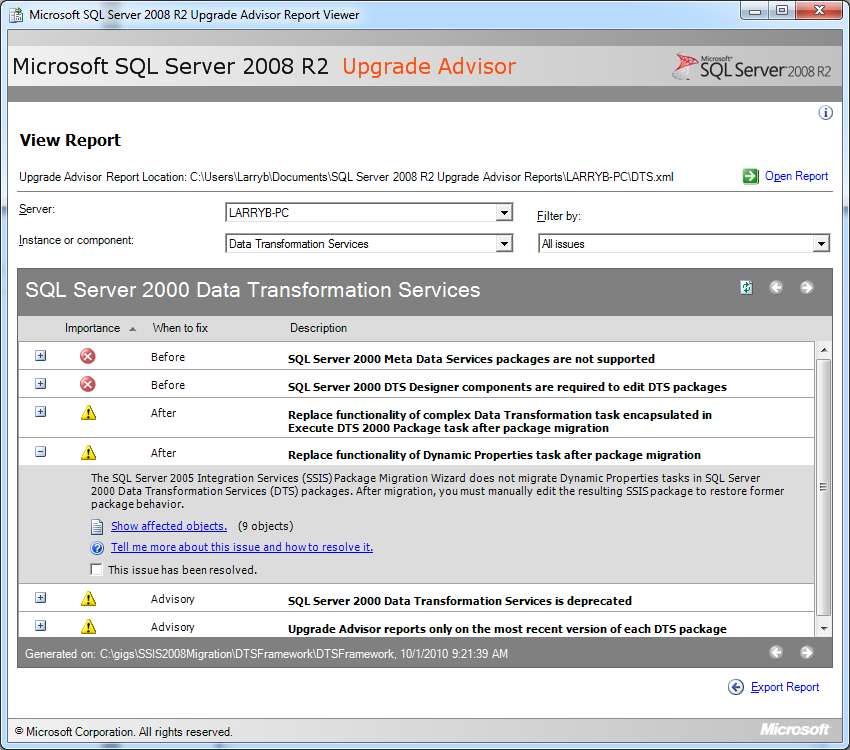 Microsoft SQL Server 2008 R2 Upgrade Advisor Report Viewer
Microsoft SQL Server 2008 R2 Upgrade Advisor
Microsoft® SQL Server 2008 R2
View Report
Upgrade Advisor Report Location: C:\Users\Larryb\Documents\SQL Server 2008 R2 Upgrade Advisor Reports\LARRYB-PC\DTS.xml
Open Report
Server:
LARRYB-PC
Filter by:
Instance or component:
Data Transformation Services
All issues
SQL Server 2000 Data Transformation Services
Importance When to fix Description
Before SQL Server 2000 Meta Data Services packages are not supported
Before SQL Server 2000 DTS Designer components are required to edit DTS packages
After Replace functionality of complex Data Transformation task encapsulated in
Execute DTS 2000 Package task after package migration
After Replace functionality of Dynamic Properties task after package migration
The SQL Server 2005 Integration Services (SSIS) Package Migration Wizard does not migrate Dynamic Properties tasks in SQL Server
2000 Data Transformation Services (DTS) packages. After migration, you must manually edit the resulting SSIS package to restore former
package behavior.
Show affected objects. (9 objects)
Tell me more about this issue and how to resolve it.
This issue has been resolved.
Advisory SQL Server 2000 Data Transformation Services is deprecated
Advisory Upgrade Advisor reports only on the most recent version of each DTS package
Generated on: C:\gigs\SSIS2008Migration\DTSFramework\DTSFramework, 10/1/2010 9:21:39 AM
Export Report
© Microsoft Corporation. All rights reserved.
Microsoft